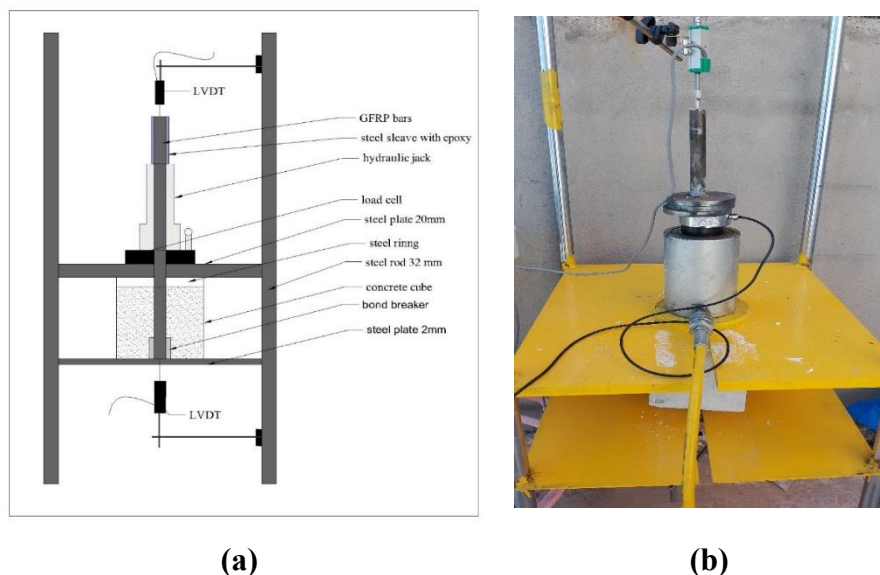 LVDT
GFRP bars
steel sleave with epoxy
hydraulic jack
load cell
steel plate 20mm
steel rinng
steel rod 32 mm
concrete cube
bond breaker
steel plate 2mm
LVDT
(a)
(b)